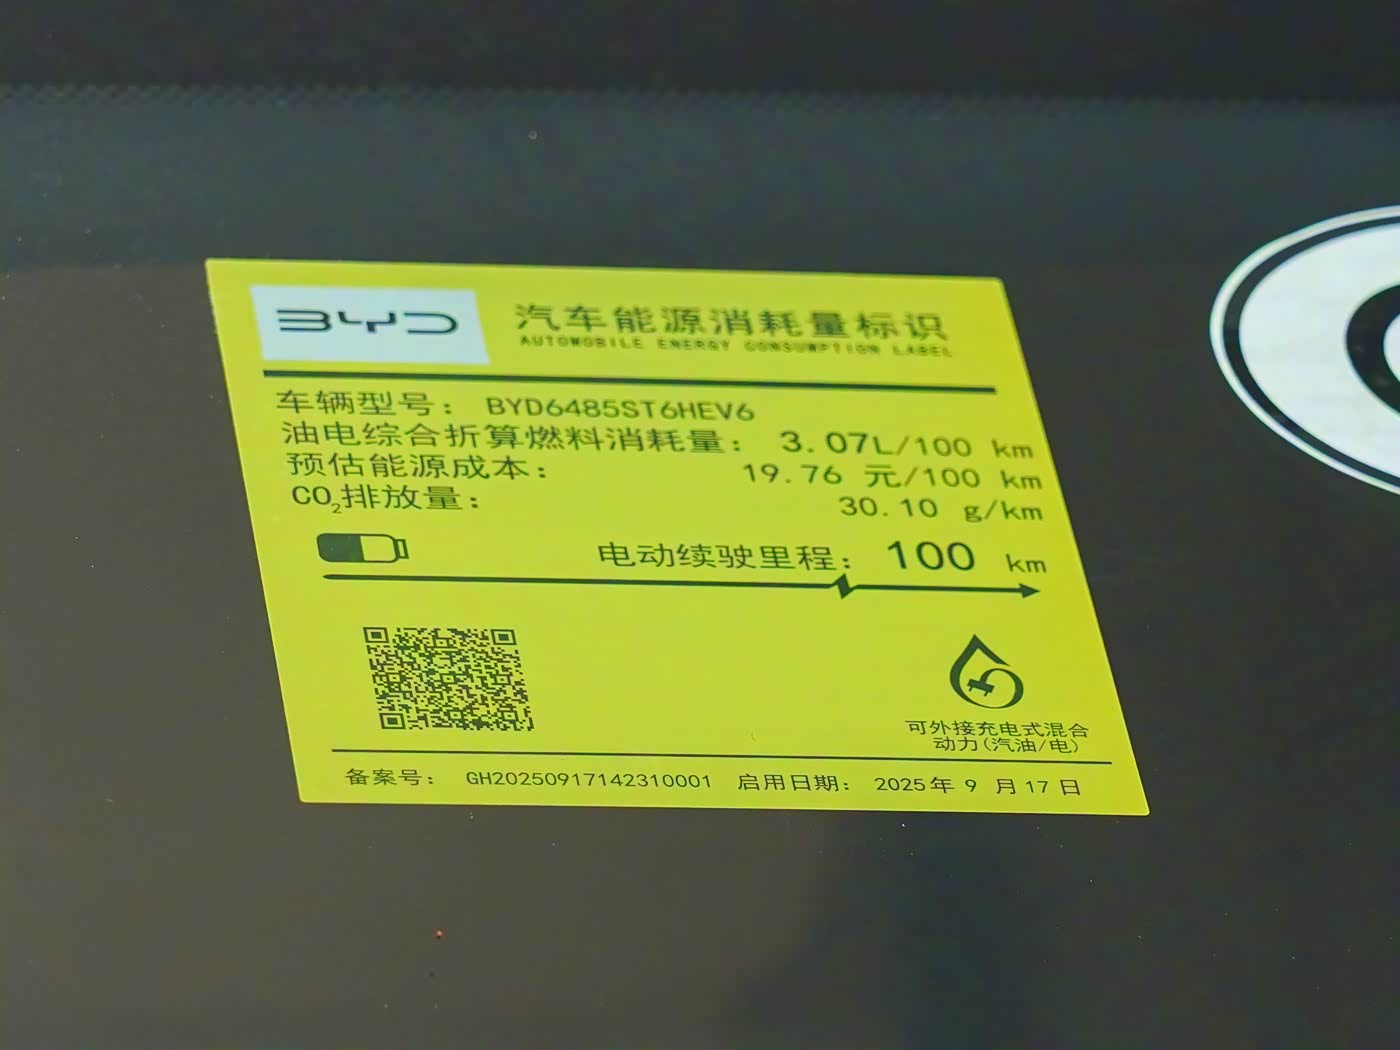 BYD
汽车能源消耗量标识
AUTOMOBILE ENERGY CONSUMPTION LABEL
车辆型号： BYD6485ST6HEV6
油电综合折算燃料消耗量： 3.07L/100 km
预估能源成本： 19.76 元/100 km
CO₂排放量： 30.10 g/km
电动续驶里程： 100 km
可外接充电式混合
动力(汽油/电)
备案号： GH20250917142310001 启用日期： 2025年 9 月 17 日